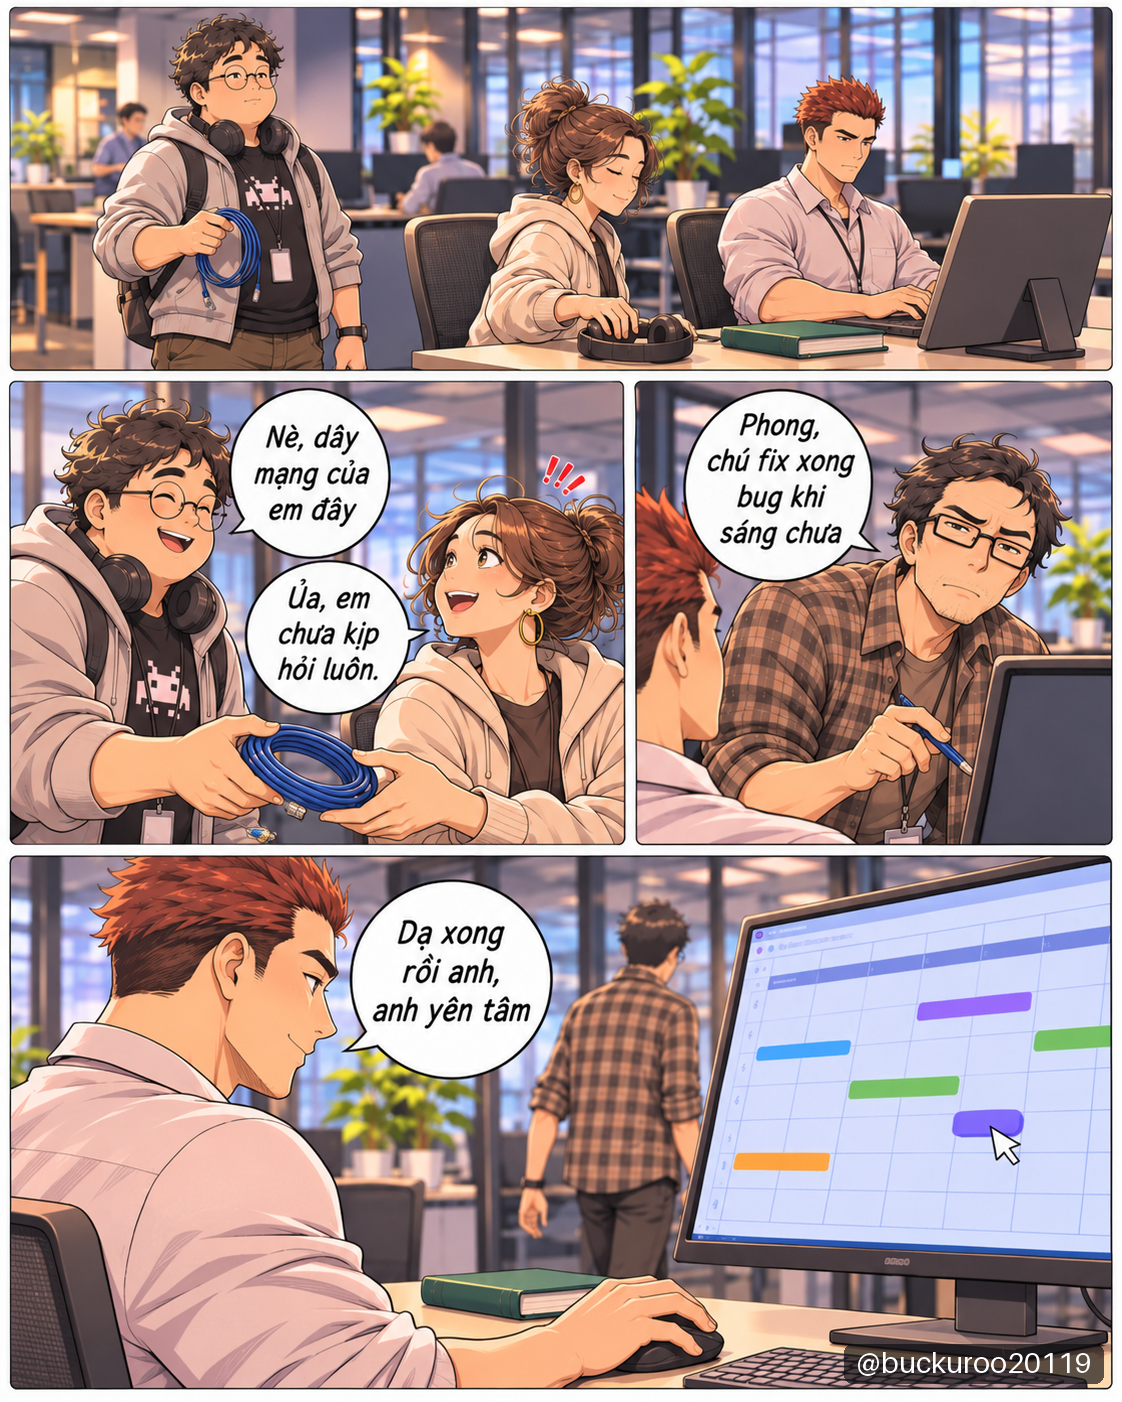 Nè, dây
mạng của
em đây
Ủa, em
chưa kịp
hỏi luôn.
Phong,
chú fix xong
bug khi
sáng chưa
Dạ xong
rồi anh,
anh yên tâm
@buckuroo20119